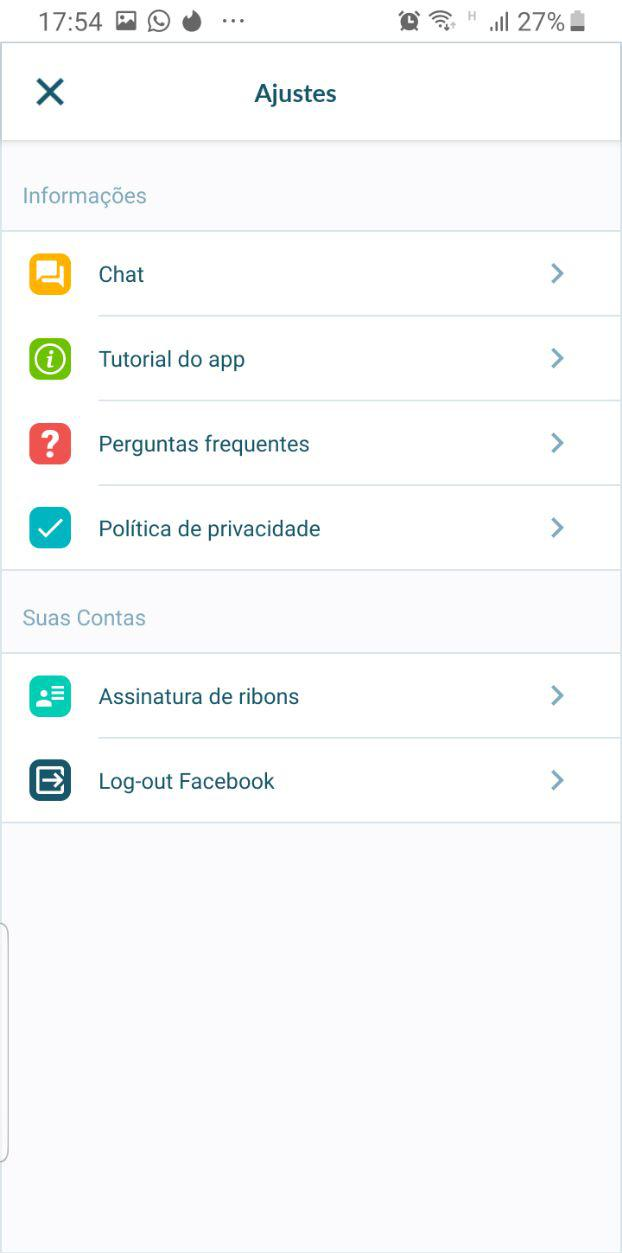 17:54 ... H 27%
Ajustes
Informações
Chat
Tutorial do app
Perguntas frequentes
Política de privacidade
Suas Contas
Assinatura de ribons
Log-out Facebook